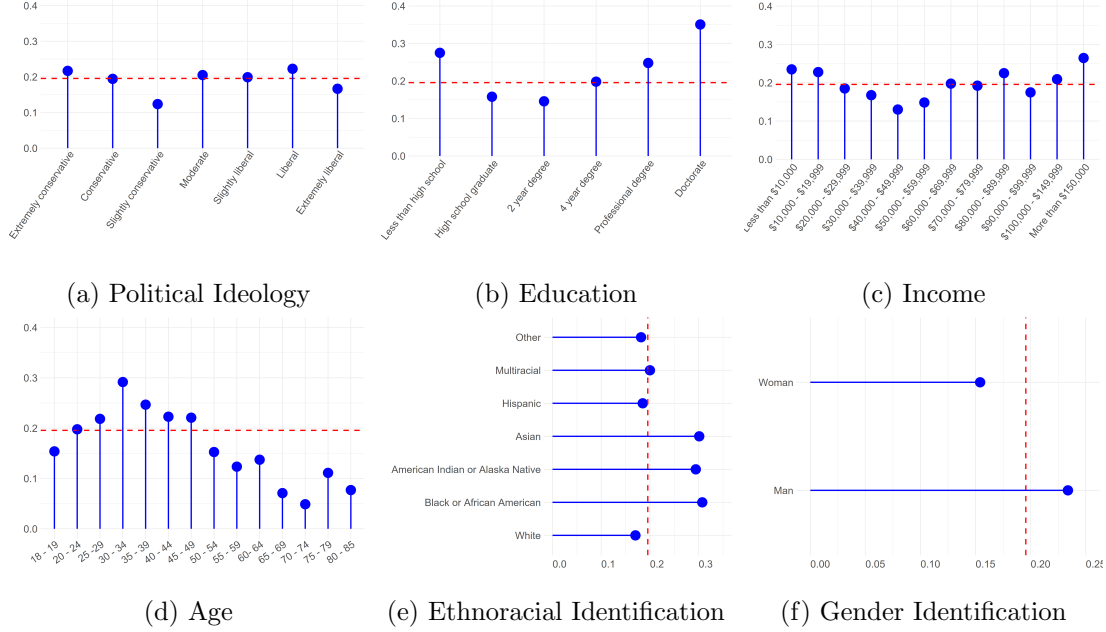 0.4
0.3
0.2
0.1
0.0
Extremely conservative
Conservative
Slightly conservative
Moderate
Slightly liberal
Liberal
Extremely liberal
(a) Political Ideology
0.4
0.3
0.2
0.1
0.0
Less than high school
High school graduate
2 year degree
4 year degree
Professional degree
Doctorate
(b) Education
0.4
0.3
0.2
0.1
0.0
Less than $10,000
$10,000 - $19,999
$20,000 - $29,999
$30,000 - $39,999
$40,000 - $49,999
$50,000 - $59,999
$60,000 - $69,999
$70,000 - $79,999
$80,000 - $89,999
$90,000 - $99,999
$100,000 - $149,999
More than $150,000
(c) Income
0.4
0.3
0.2
0.1
0.0
18 - 19
20 - 24
25 -29
30 - 34
35 - 39
40 - 44
45 - 49
50 - 54
55 - 59
60- 64
65 - 69
70 - 74
75 - 79
80 - 85
(d) Age
Other
Multiracial
Hispanic
Asian
American Indian or Alaska Native
Black or African American
White
0.0 0.1 0.2 0.3
(e) Ethnoracial Identification
Woman
Man
0.00 0.05 0.10 0.15 0.20 0.25
(f) Gender Identification